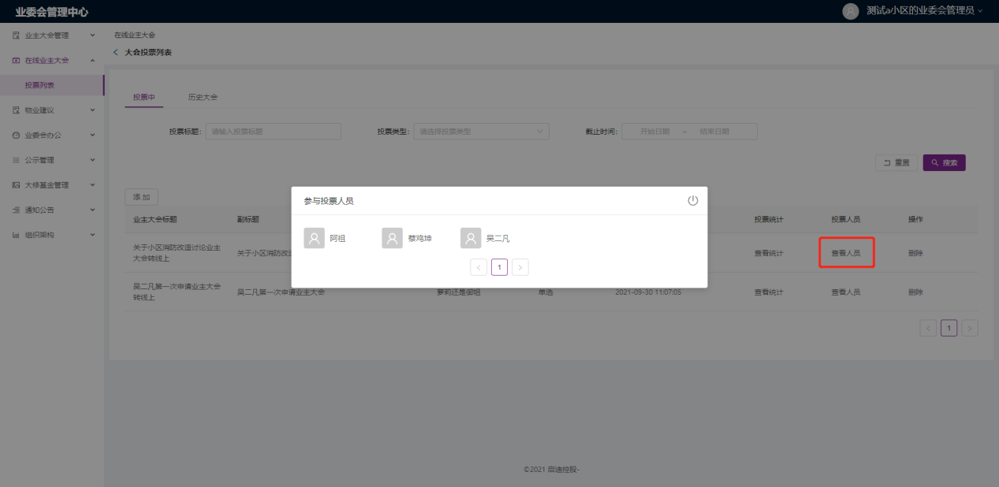 业委会管理中心
测试a小区的业委会管理员
业主大会管理
在线业主大会
投票列表
物业建议
业委会办公
公示管理
大修基金管理
通知公告
组织架构
在线业主大会
大会投票列表
投票中 历史大会
投票标题: 请输入投票标题 投票类型: 请选择投票类型 截止时间: 开始日期 ~ 结束日期
重置 搜索
添 加
参与投票人员
阿祖 蔡鸡坤 吴二凡
< 1 >
业主大会标题 副标题 投票统计 投票人员 操作
关于小区消防改造讨论业主大会转线上 关于小区消防改 查看统计 查看人员 删除
吴二凡第一次申请业主大会转线上 吴二凡第一次申请业主大会 萝莉还是御姐 单选 2021-09-30 11:07:05 查看统计 查看人员 删除
< 1 >
©2021 启迪控股-